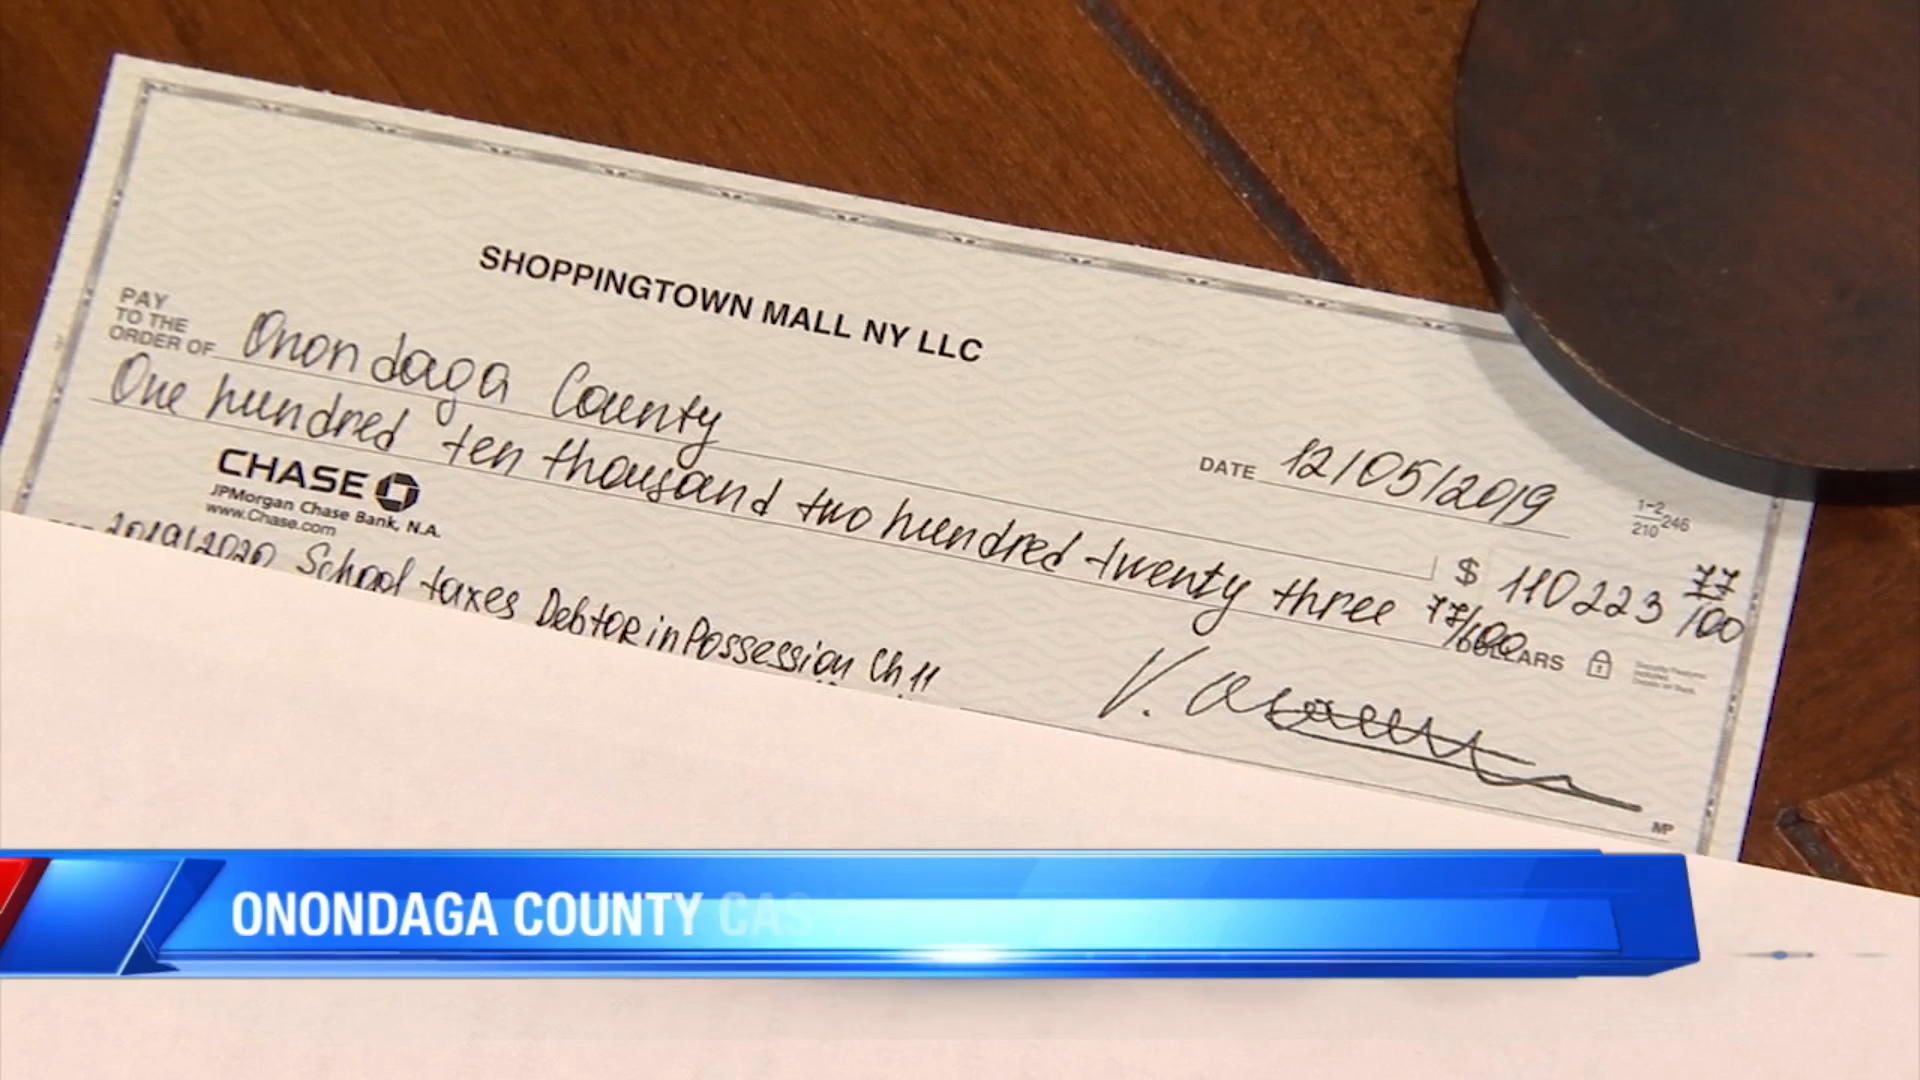 SHOPPINGTOWN MALL NY LLC
PAY
TO THE
ORDER OF Onondaga County
DATE 12/05/2019
1-2
210 246
One hundred ten thousand two hundred twenty three 77/100 DOLLARS
$ 110223 77/100
CHASE
JPMorgan Chase Bank, N.A.
www.Chase.com
2019/2020 School taxes Debtor in Possession Ch 11
V.
MP
ONONDAGA COUNTY CAS